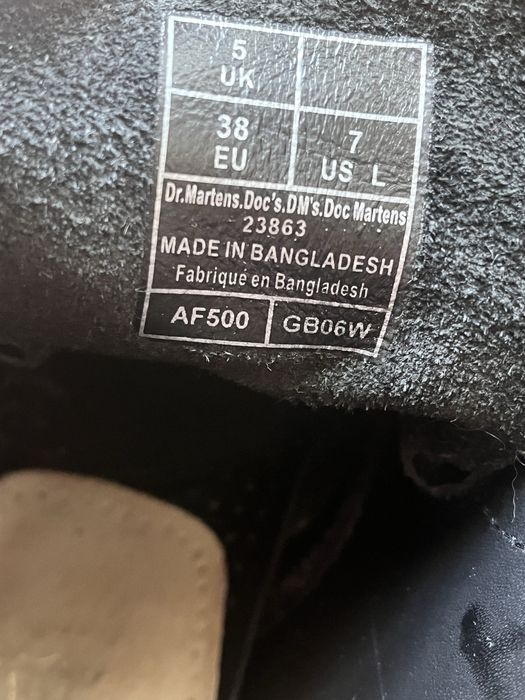 5
UK
38
EU
7
US L
Dr.Martens.Doc's.DM's.Doc Martens
23863
MADE IN BANGLADESH
Fabriqué en Bangladesh
AF500
GB06W